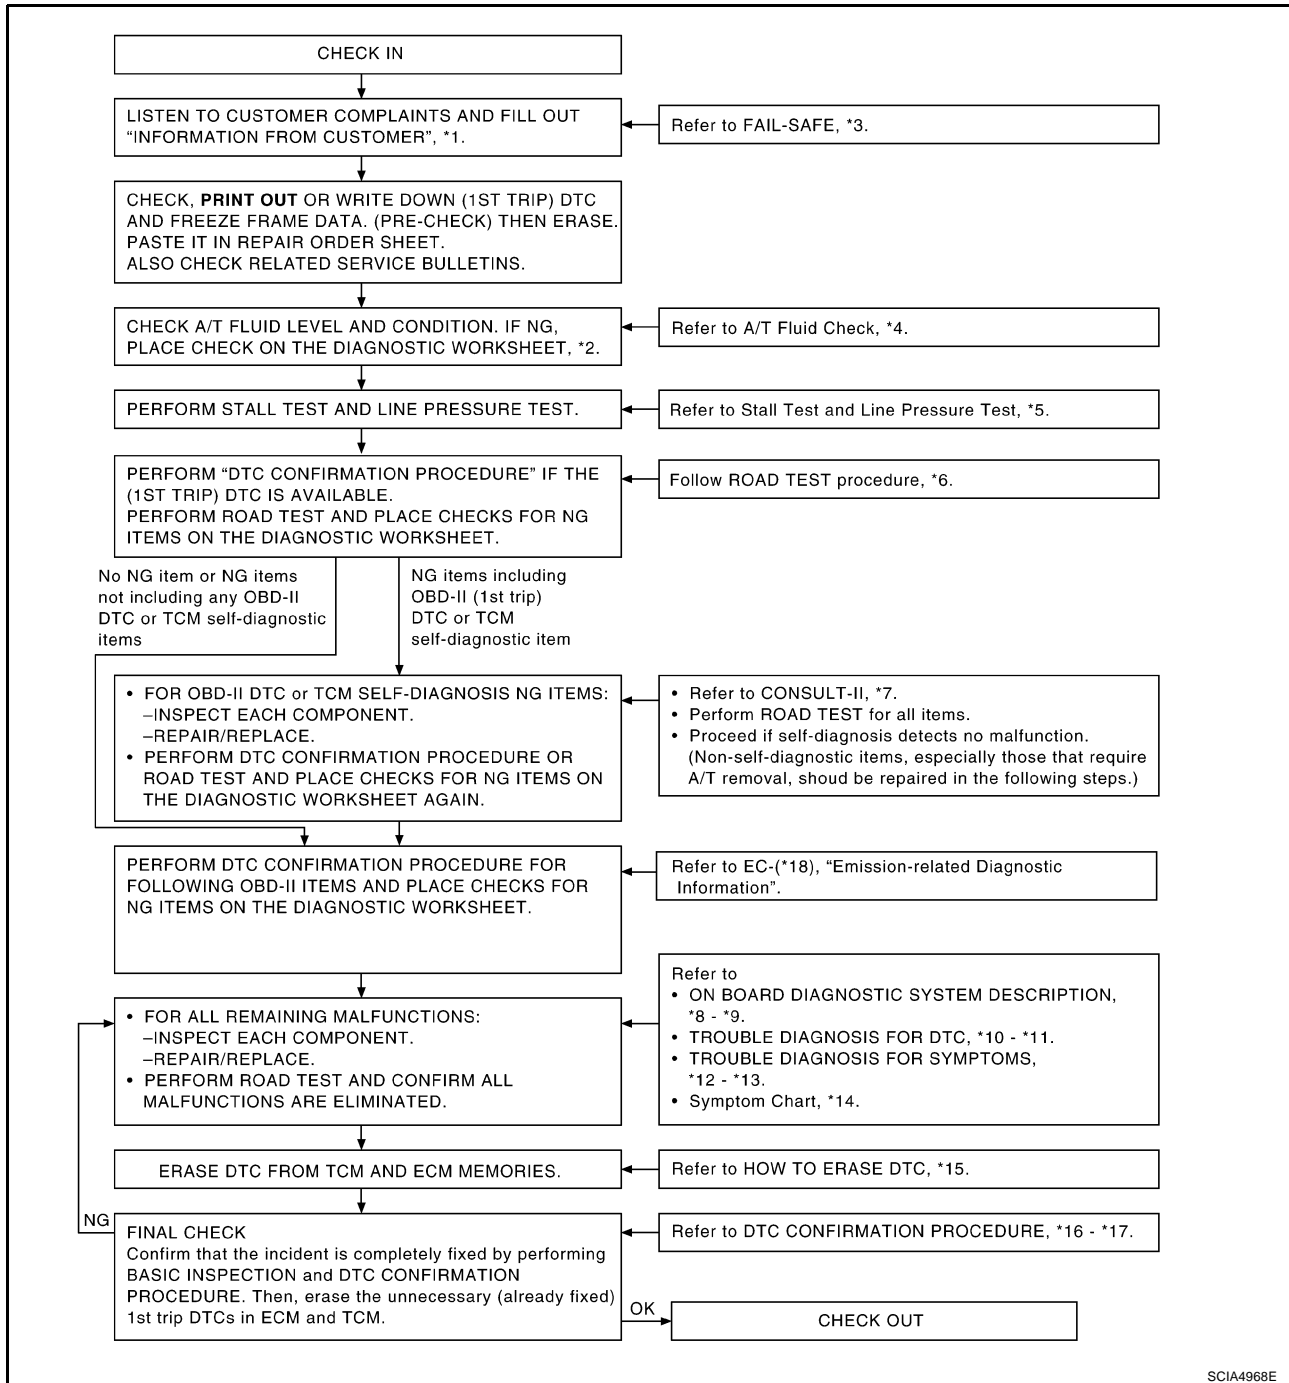 CHECK IN
LISTEN TO CUSTOMER COMPLAINTS AND FILL OUT
“INFORMATION FROM CUSTOMER”, *1.
Refer to FAIL-SAFE, *3.
CHECK, PRINT OUT OR WRITE DOWN (1ST TRIP) DTC
AND FREEZE FRAME DATA. (PRE-CHECK) THEN ERASE.
PASTE IT IN REPAIR ORDER SHEET.
ALSO CHECK RELATED SERVICE BULLETINS.
CHECK A/T FLUID LEVEL AND CONDITION. IF NG,
PLACE CHECK ON THE DIAGNOSTIC WORKSHEET, *2.
Refer to A/T Fluid Check, *4.
PERFORM STALL TEST AND LINE PRESSURE TEST.
Refer to Stall Test and Line Pressure Test, *5.
PERFORM “DTC CONFIRMATION PROCEDURE” IF THE
(1ST TRIP) DTC IS AVAILABLE.
PERFORM ROAD TEST AND PLACE CHECKS FOR NG
ITEMS ON THE DIAGNOSTIC WORKSHEET.
Follow ROAD TEST procedure, *6.
No NG item or NG items
not including any OBD-II
DTC or TCM self-diagnostic
items
NG items including
OBD-II (1st trip)
DTC or TCM
self-diagnostic item
• FOR OBD-II DTC or TCM SELF-DIAGNOSIS NG ITEMS:
–INSPECT EACH COMPONENT.
–REPAIR/REPLACE.
• PERFORM DTC CONFIRMATION PROCEDURE OR
ROAD TEST AND PLACE CHECKS FOR NG ITEMS ON
THE DIAGNOSTIC WORKSHEET AGAIN.
• Refer to CONSULT-II, *7.
• Perform ROAD TEST for all items.
• Proceed if self-diagnosis detects no malfunction.
(Non-self-diagnostic items, especially those that require
A/T removal, shoud be repaired in the following steps.)
PERFORM DTC CONFIRMATION PROCEDURE FOR
FOLLOWING OBD-II ITEMS AND PLACE CHECKS FOR
NG ITEMS ON THE DIAGNOSTIC WORKSHEET.
Refer to EC-(*18), “Emission-related Diagnostic
Information”.
• FOR ALL REMAINING MALFUNCTIONS:
–INSPECT EACH COMPONENT.
–REPAIR/REPLACE.
• PERFORM ROAD TEST AND CONFIRM ALL
MALFUNCTIONS ARE ELIMINATED.
Refer to
• ON BOARD DIAGNOSTIC SYSTEM DESCRIPTION,
*8 - *9.
• TROUBLE DIAGNOSIS FOR DTC, *10 - *11.
• TROUBLE DIAGNOSIS FOR SYMPTOMS,
*12 - *13.
• Symptom Chart, *14.
ERASE DTC FROM TCM AND ECM MEMORIES.
Refer to HOW TO ERASE DTC, *15.
NG
FINAL CHECK
Confirm that the incident is completely fixed by performing
BASIC INSPECTION and DTC CONFIRMATION
PROCEDURE. Then, erase the unnecessary (already fixed)
1st trip DTCs in ECM and TCM.
Refer to DTC CONFIRMATION PROCEDURE, *16 - *17.
OK
CHECK OUT
SCIA4968E